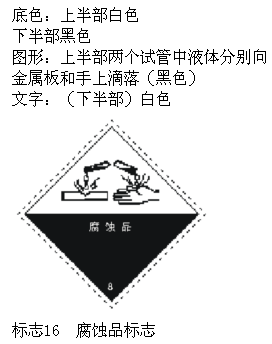 底色：上半部白色
下半部黑色
图形：上半部两个试管中液体分别向
金属板和手上滴落（黑色）
文字：（下半部）白色
腐蚀品
8
标志16 腐蚀品标志